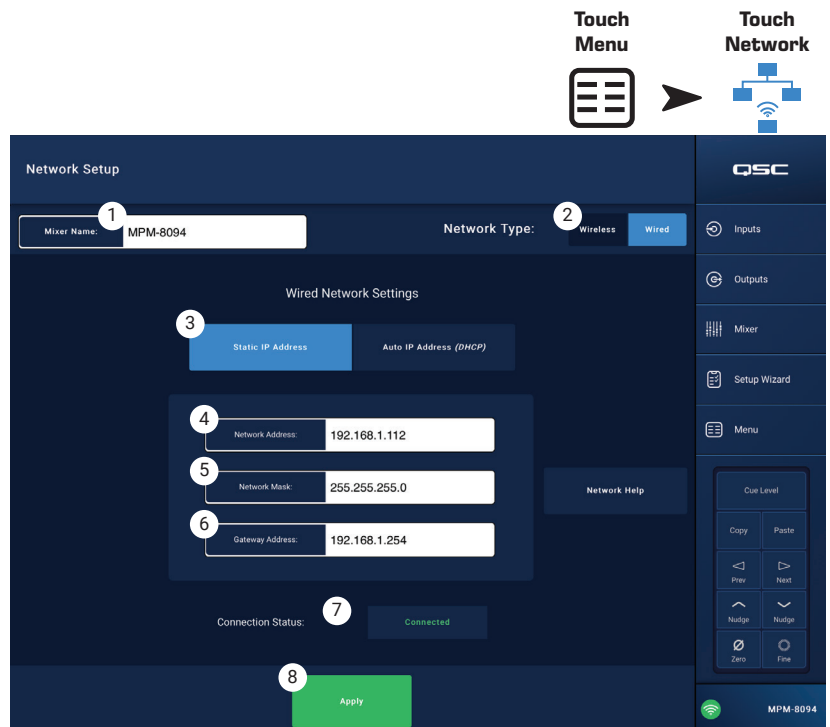 Touch Menu
Touch Network
Network Setup
QSC
1
Mixer Name:
MPM-8094
Network Type:
2
Wireless
Wired
Inputs
Outputs
Mixer
Setup Wizard
Menu
Wired Network Settings
3
Static IP Address
Auto IP Address (DHCP)
4
Network Address:
192.168.1.112
5
Network Mask:
255.255.255.0
6
Gateway Address:
192.168.1.254
Network Help
Connection Status:
7
Connected
8
Apply
Cue Level
Copy
Paste
Prev
Next
Nudge
Nudge
Zero
Fine
MPM-8094